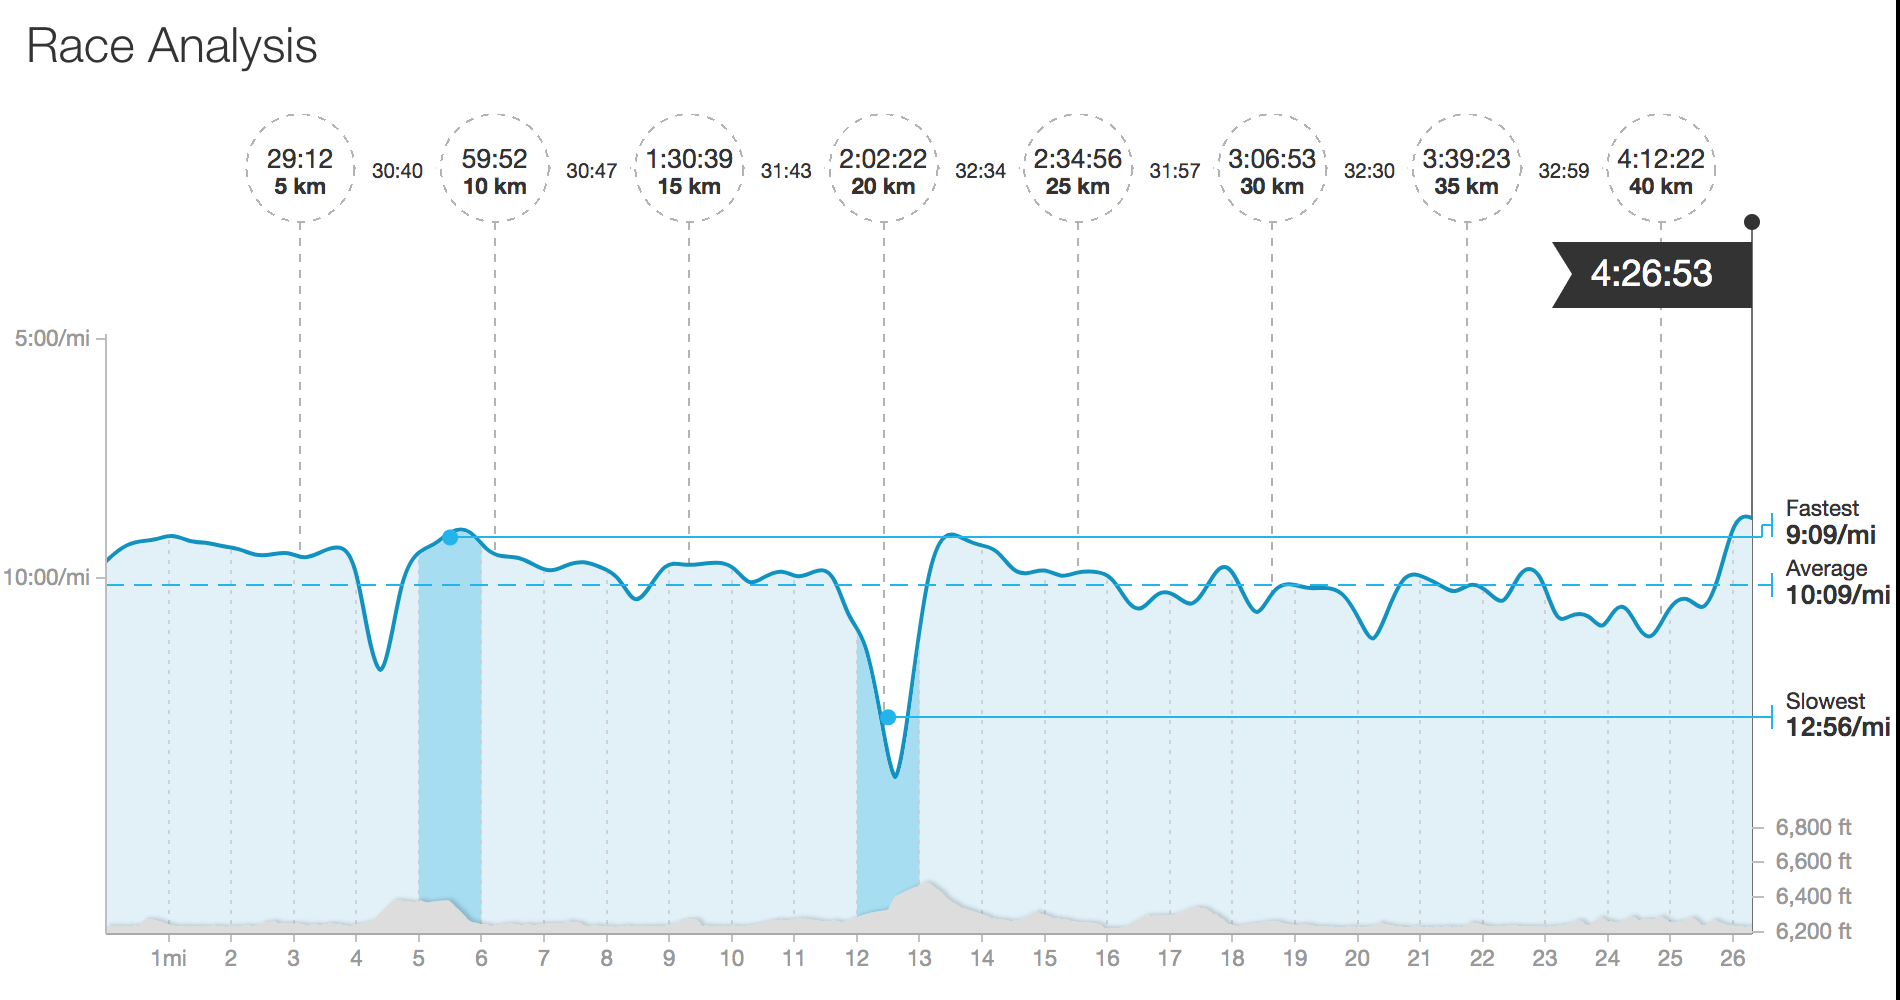 Race Analysis
29:12
5 km
30:40
59:52
10 km
30:47
1:30:39
15 km
31:43
2:02:22
20 km
32:34
2:34:56
25 km
31:57
3:06:53
30 km
32:30
3:39:23
35 km
32:59
4:12:22
40 km
4:26:53
5:00/mi
10:00/mi
Fastest
9:09/mi
Average
10:09/mi
Slowest
12:56/mi
6,800 ft
6,600 ft
6,400 ft
6,200 ft
1mi 2 3 4 5 6 7 8 9 10 11 12 13 14 15 16 17 18 19 20 21 22 23 24 25 26